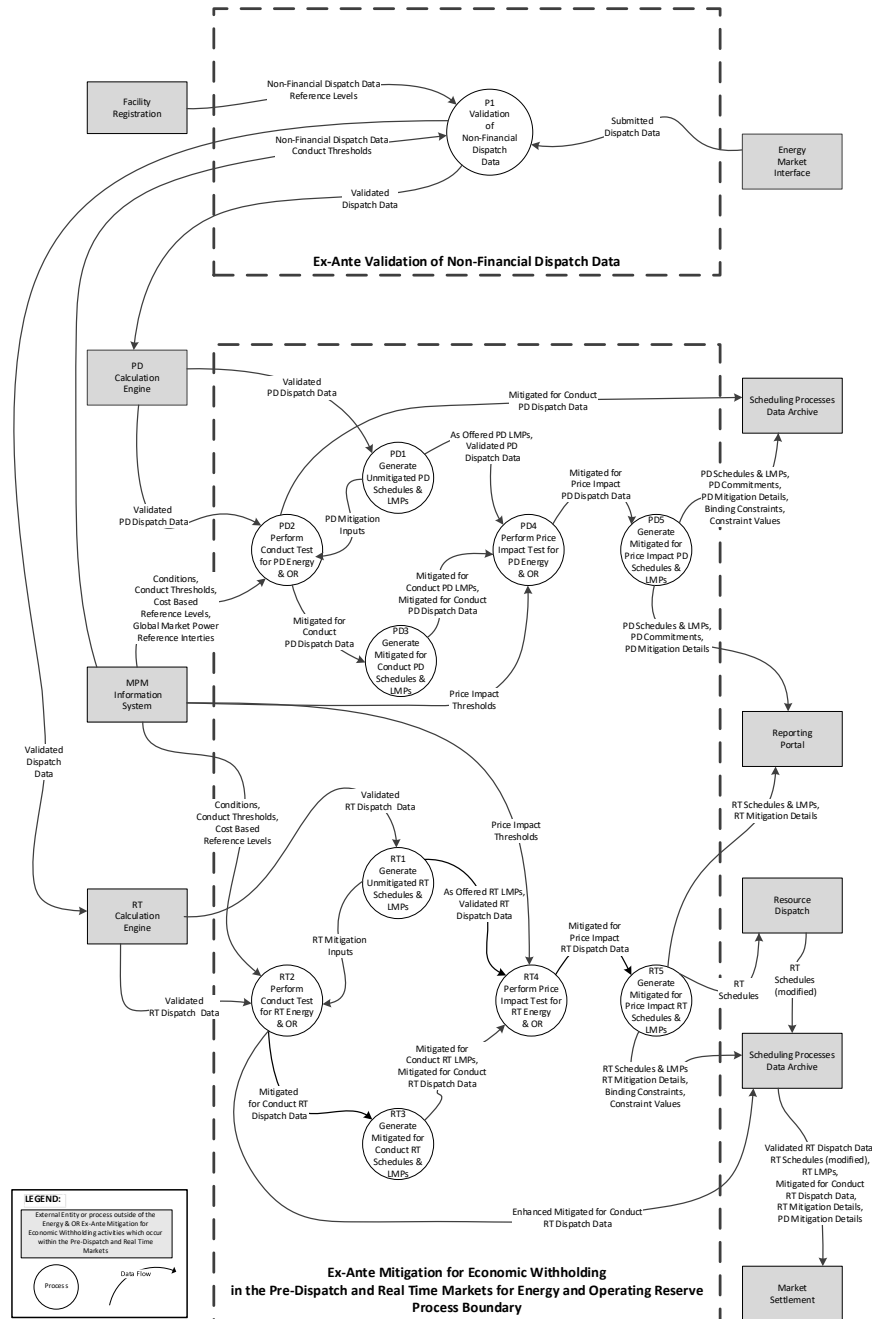 Facility
Registration
Non-Financial Dispatch Data
Reference Levels
P1
Validation
of
Non-Financial
Dispatch
Data
Submitted
Dispatch Data
Energy
Market
Interface
Non-Financial Dispatch Data
Conduct Thresholds
Validated
Dispatch Data
Ex-Ante Validation of Non-Financial Dispatch Data
PD
Calculation
Engine
Validated
PD Dispatch Data
Mitigated for Conduct
PD Dispatch Data
Scheduling Processes
Data Archive
PD1
Generate
Unmitigated PD
Schedules &
LMPs
As Offered PD LMPs,
Validated PD
Dispatch Data
Mitigated for
Price Impact
PD Dispatch Data
PD Schedules & LMPs,
PD Commitments,
PD Mitigation Details,
Binding Constraints,
Constraint Values
Validated
PD Dispatch Data
PD2
Perform
Conduct Test
for PD Energy
& OR
PD Mitigation
Inputs
PD4
Perform Price
Impact Test for
PD Energy
& OR
PD5
Generate
Mitigated for
Price Impact PD
Schedules
& LMPs
Conditions,
Conduct Thresholds,
Cost Based
Reference Levels,
Global Market Power
Reference Interties
Mitigated for
Conduct
PD Dispatch Data
Mitigated for
Conduct PD LMPs,
Mitigated for Conduct
PD Dispatch Data
PD3
Generate
Mitigated for
Conduct PD
Schedules
& LMPs
PD Schedules & LMPs,
PD Commitments,
PD Mitigation Details
MPM
Information
System
Price Impact
Thresholds
Reporting
Portal
Validated
Dispatch
Data
Conditions,
Conduct Thresholds,
Cost Based
Reference Levels
Validated
RT Dispatch Data
Price Impact
Thresholds
RT Schedules & LMPs,
RT Mitigation Details
RT
Calculation
Engine
RT1
Generate
Unmitigated RT
Schedules
& LMPs
As Offered RT LMPs,
Validated RT
Dispatch Data
Mitigated for
Price Impact
RT Dispatch Data
Resource
Dispatch
RT Mitigation
Inputs
Validated
RT Dispatch Data
RT2
Perform
Conduct Test
for RT Energy
& OR
RT4
Perform Price
Impact Test for
RT Energy
& OR
RT5
Generate
Mitigated for
Price Impact RT
Schedules
& LMPs
RT
Schedules
RT
Schedules
(modified)
Mitigated for
Conduct RT LMPs,
Mitigated for Conduct
RT Dispatch Data
RT Schedules & LMPs
RT Mitigation Details,
Binding Constraints,
Constraint Values
Scheduling Processes
Data Archive
Mitigated
for Conduct RT
Dispatch Data
RT3
Generate
Mitigated for
Conduct RT
Schedules
& LMPs
Validated RT Dispatch Data
RT Schedules (modified),
RT LMPs,
Mitigated for Conduct
RT Dispatch Data,
RT Mitigation Details,
PD Mitigation Details
Enhanced Mitigated for Conduct
RT Dispatch Data
LEGEND:
External Entity or process outside of the
Energy & OR Ex-Ante Mitigation for
Economic Withholding activities which occur
within the Pre-Dispatch and Real Time
Markets
Process
Data Flow
Ex-Ante Mitigation for Economic Withholding
in the Pre-Dispatch and Real Time Markets for Energy and Operating Reserve
Process Boundary
Market
Settlement